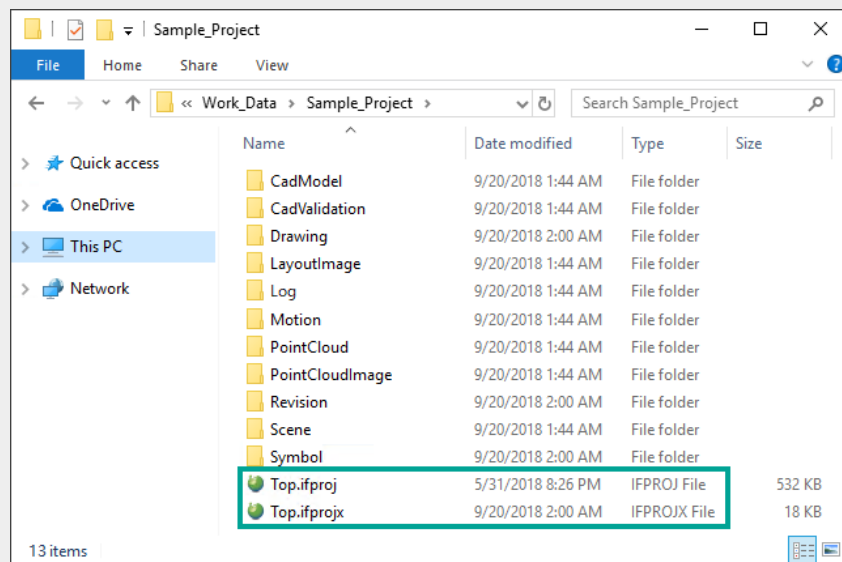 Sample_Project
File Home Share View
« Work_Data > Sample_Project > Search Sample_Project
Name Date modified Type Size
Quick access
OneDrive
This PC
Network
CadModel 9/20/2018 1:44 AM File folder
CadValidation 9/20/2018 1:44 AM File folder
Drawing 9/20/2018 2:00 AM File folder
LayoutImage 9/20/2018 1:44 AM File folder
Log 9/20/2018 1:44 AM File folder
Motion 9/20/2018 1:44 AM File folder
PointCloud 9/20/2018 1:44 AM File folder
PointCloudImage 9/20/2018 1:44 AM File folder
Revision 9/20/2018 2:00 AM File folder
Scene 9/20/2018 1:44 AM File folder
Symbol 9/20/2018 2:00 AM File folder
Top.ifproj 5/31/2018 8:26 PM IFPROJ File 532 KB
Top.ifprojx 9/20/2018 2:00 AM IFPROJX File 18 KB
13 items